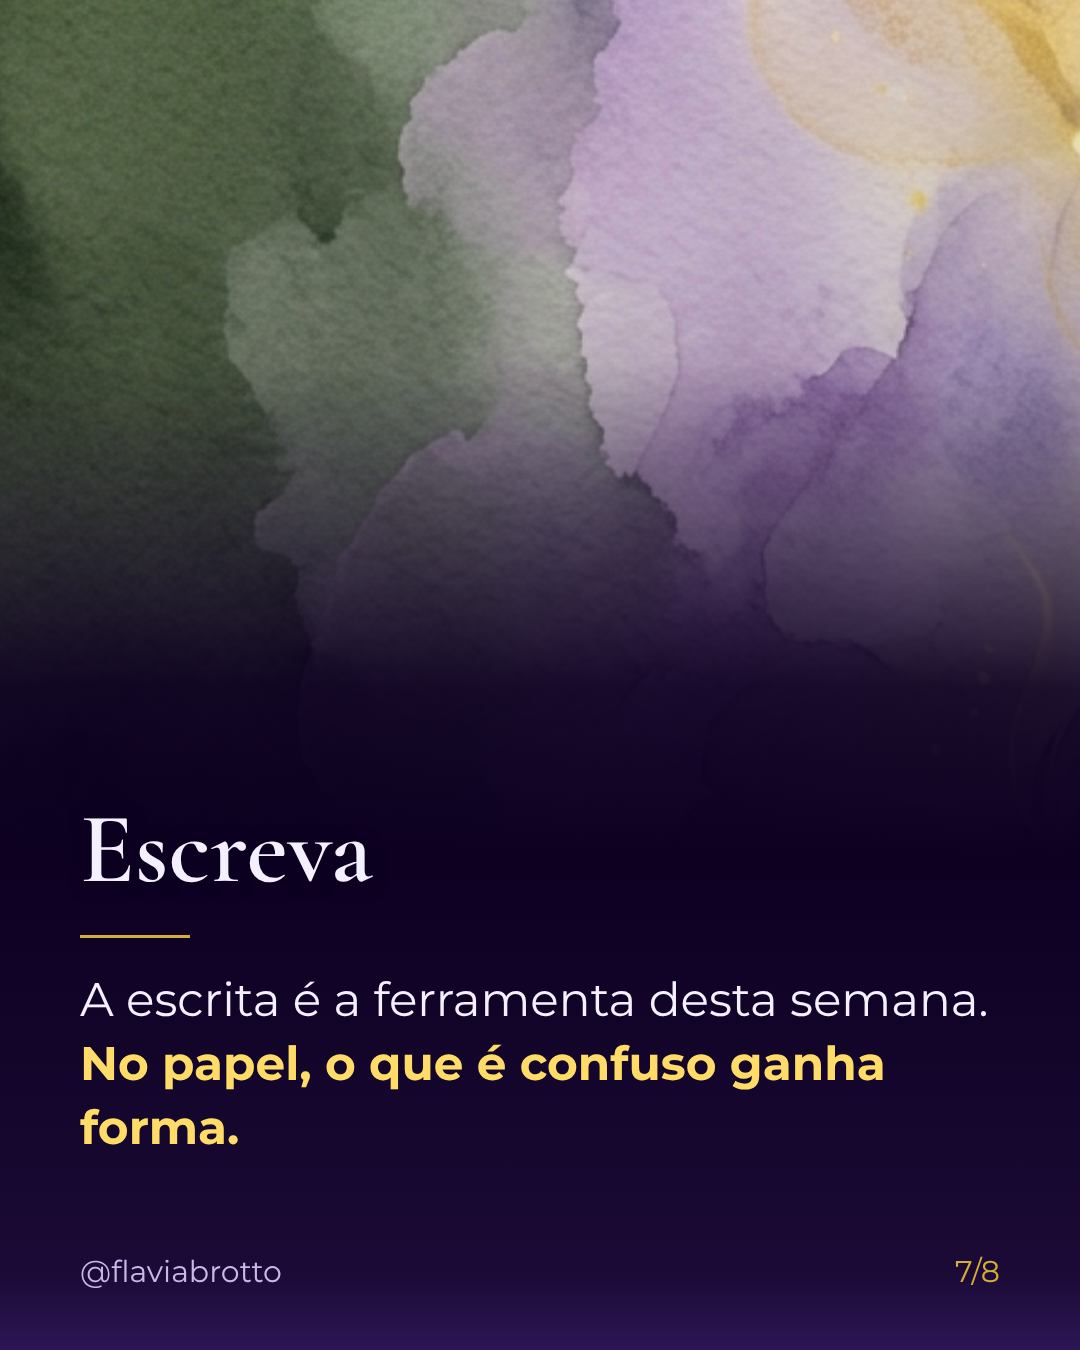 Escreva
A escrita é a ferramenta desta semana.
No papel, o que é confuso ganha
forma.
@flaviabrotto
7/8